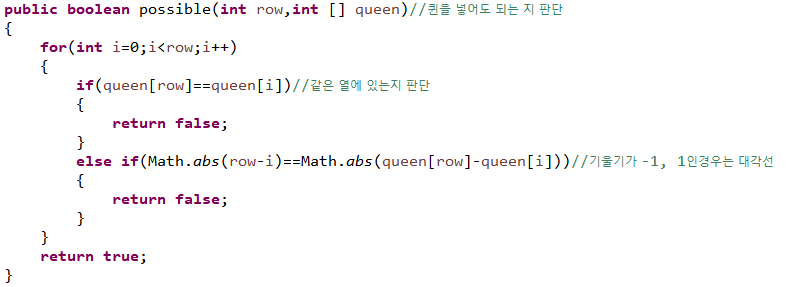 public boolean possible(int row,int [] queen)//퀸을 넣어도 되는 지 판단
{
    for(int i=0;i<row;i++)
    {
        if(queen[row]==queen[i])//같은 열에 있는지 판단
        {
            return false;
        }
        else if(Math.abs(row-i)==Math.abs(queen[row]-queen[i]))//기울기가 -1, 1인경우는 대각선
        {
            return false;
        }
    }
    return true;
}